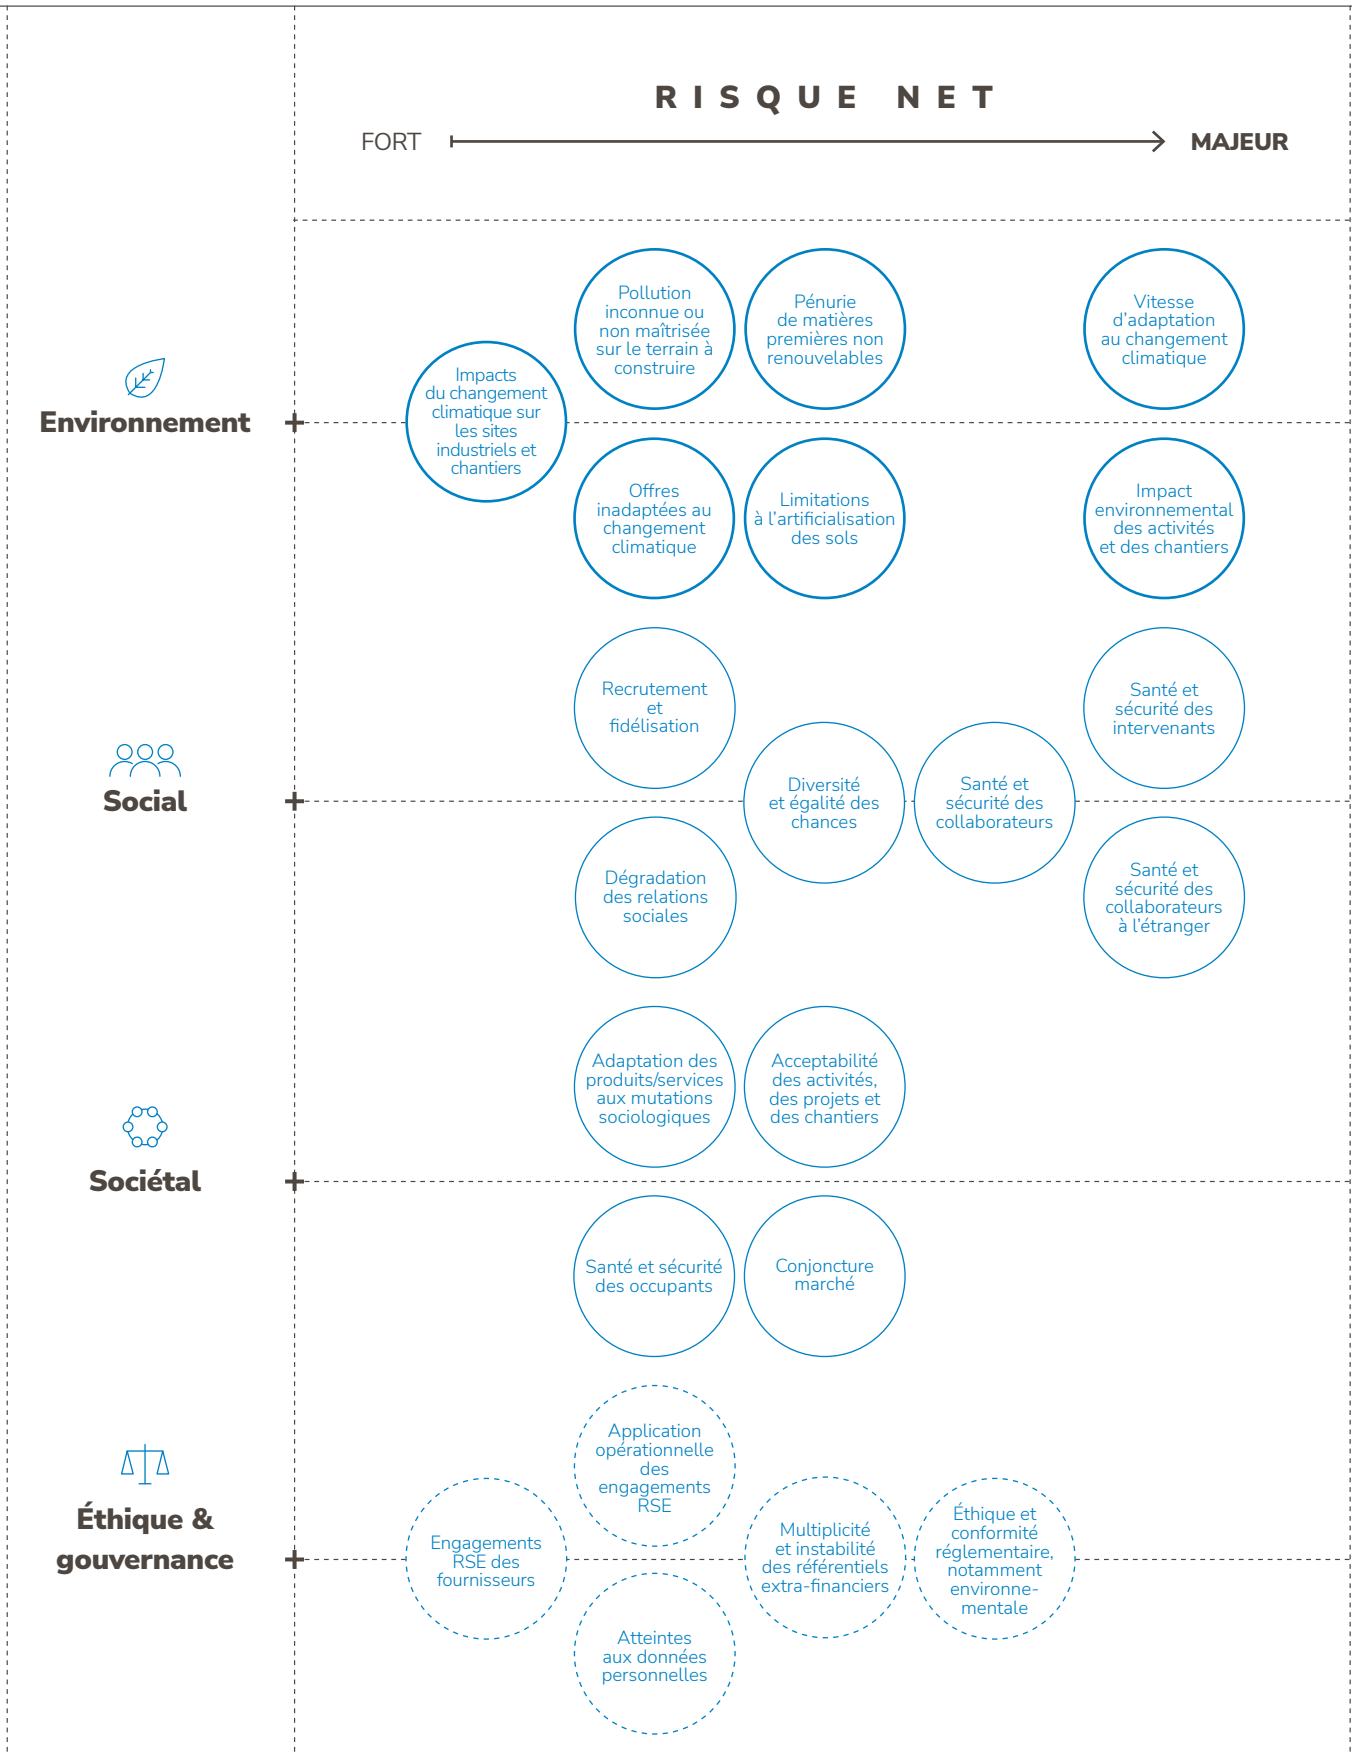 RISQUE NET
FORT
MAJEUR
Environnement
Impacts
du changement
climatique sur
les sites
industriels et
chantiers
Pollution
inconnue ou
non maîtrisée
sur le terrain à
construire
Pénurie
de matières
premières non
renouvelables
Vitesse
d’adaptation
au changement
climatique
Offres
inadaptées au
changement
climatique
Limitations
à l’artificialisation
des sols
Impact
environnemental
des activités
et des chantiers
Social
Recrutement
et
fidélisation
Diversité
et égalité des
chances
Santé et
sécurité des
collaborateurs
Santé et
sécurité des
intervenants
Dégradation
des relations
sociales
Santé et
sécurité des
collaborateurs
à l’étranger
Sociétal
Adaptation des
produits/services
aux mutations
sociologiques
Acceptabilité
des activités,
des projets et
des chantiers
Santé et sécurité
des occupants
Conjoncture
marché
Éthique &
gouvernance
Engagements
RSE des
fournisseurs
Application
opérationnelle
des
engagements
RSE
Multiplicité
et instabilité
des référentiels
extra-financiers
Éthique et
conformité
réglementaire,
notamment
environne-
mentale
Atteintes
aux données
personnelles